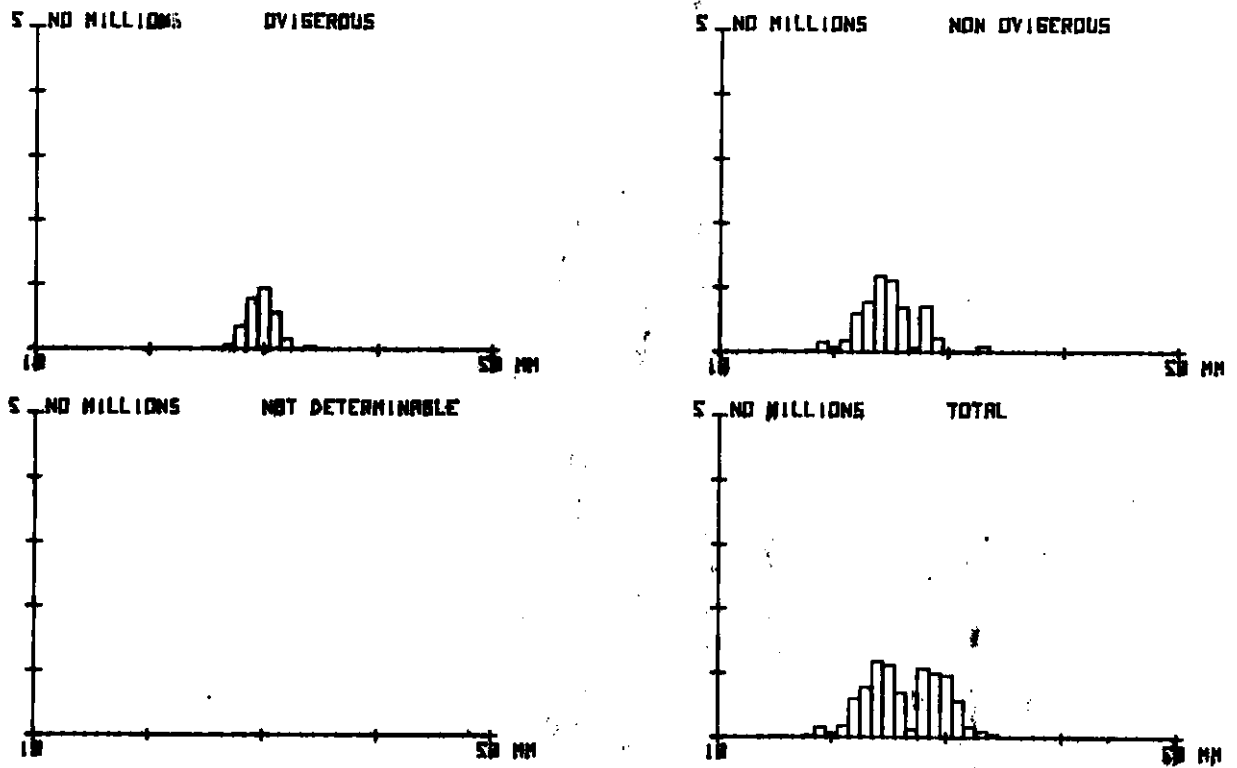 5 NO MILLIONS OVIGEROUS
10 50 MM
5 NO MILLIONS NON OVIGEROUS
10 50 MM
5 NO MILLIONS NOT DETERMINABLE
10 50 MM
5 NO MILLIONS TOTAL
10 50 MM